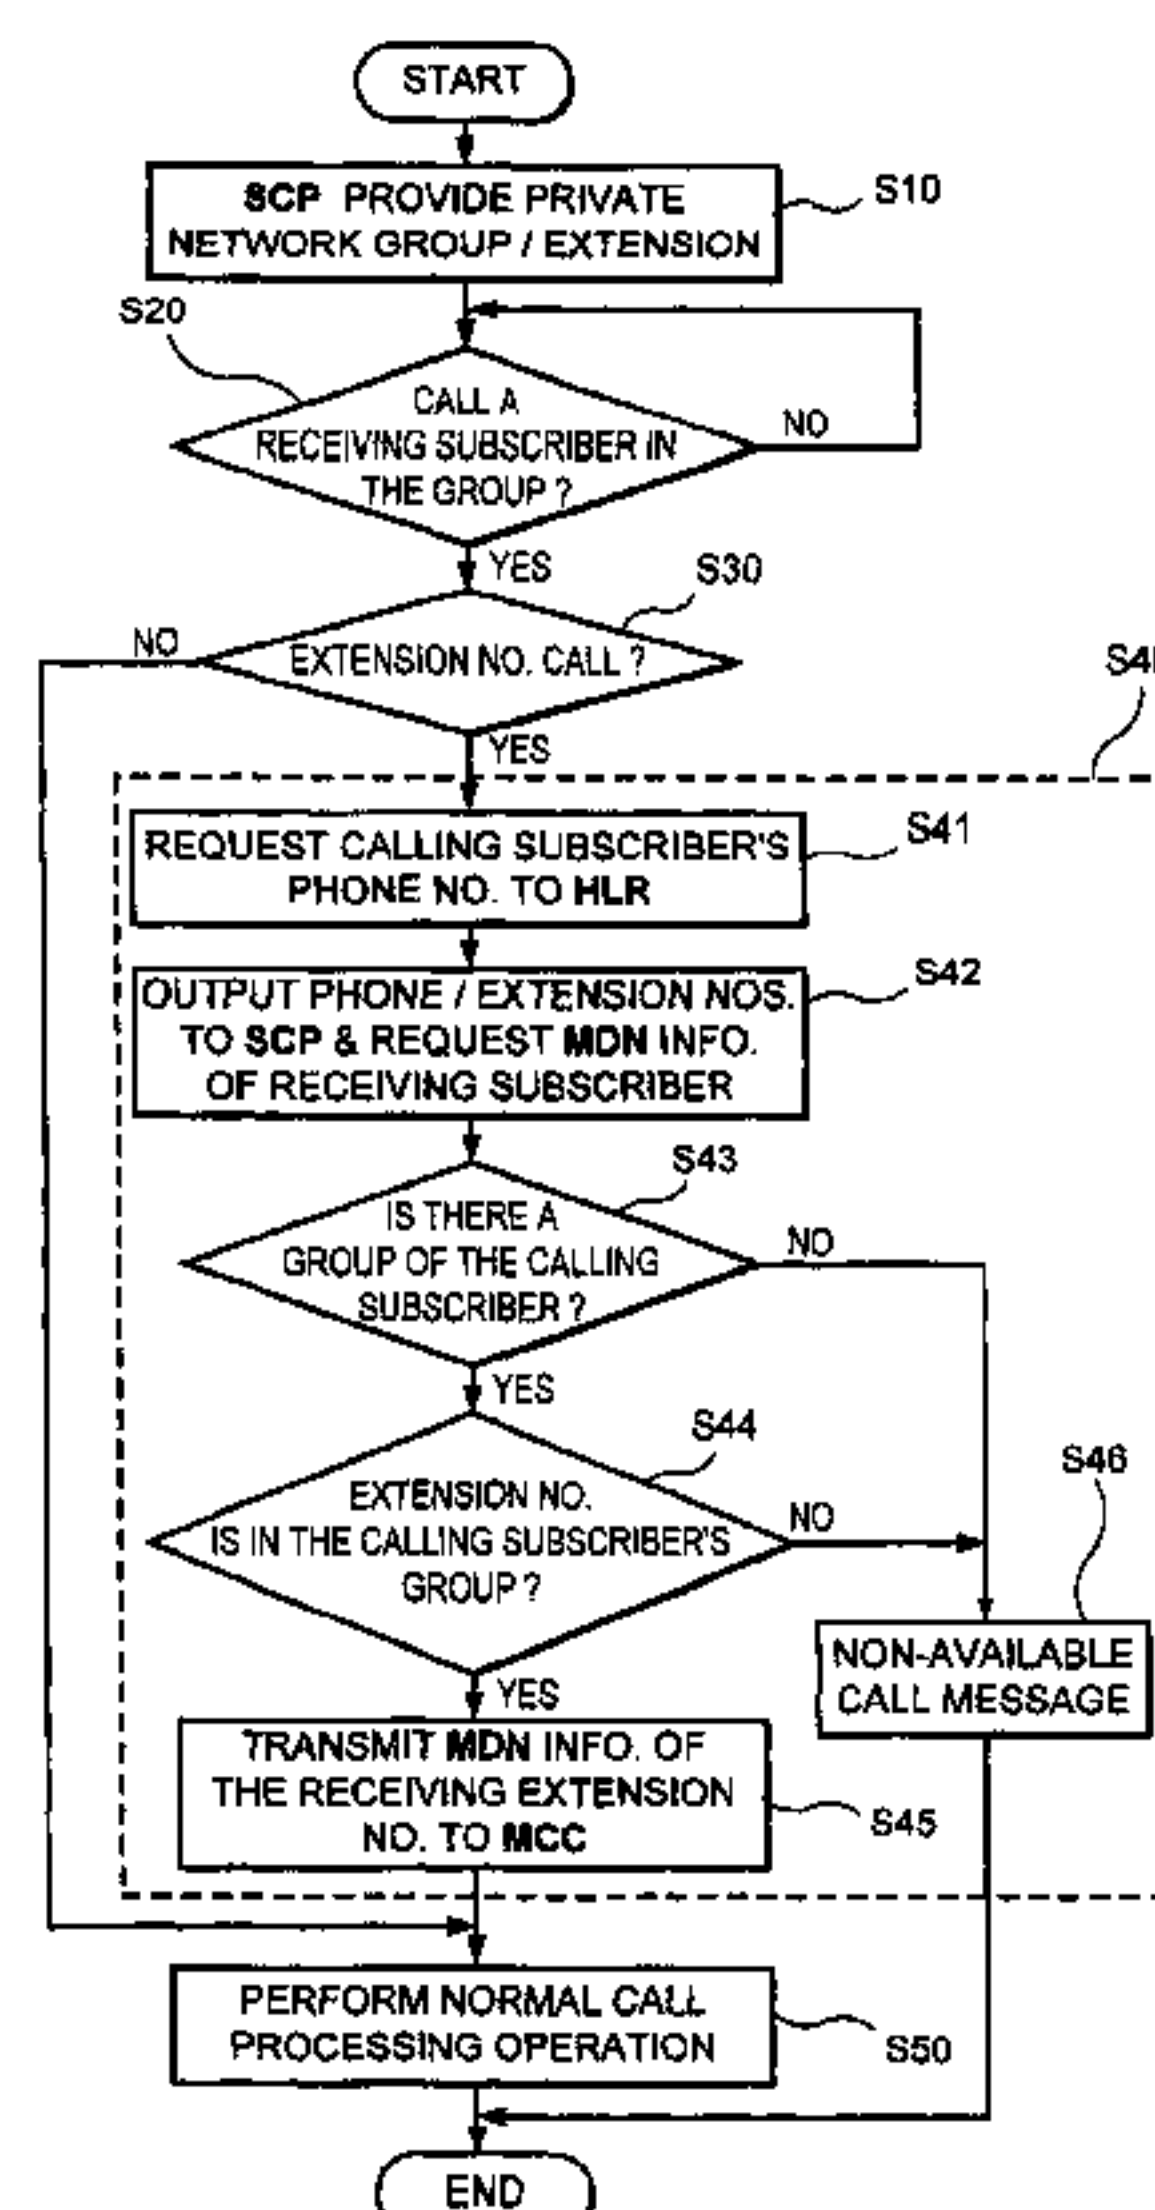 START
SCP PROVIDE PRIVATE
NETWORK GROUP / EXTENSION
S10
S20
CALL A
RECEIVING SUBSCRIBER IN
THE GROUP ?
NO
YES
S30
NO
EXTENSION NO. CALL ?
YES
REQUEST CALLING SUBSCRIBER'S
PHONE NO. TO HLR
S41
OUTPUT PHONE / EXTENSION NOS.
TO SCP & REQUEST MDN INFO.
OF RECEIVING SUBSCRIBER
S42
S43
IS THERE A
GROUP OF THE CALLING
SUBSCRIBER ?
NO
YES
S44
EXTENSION NO.
IS IN THE CALLING SUBSCRIBER'S
GROUP ?
NO
S46
YES
NON-AVAILABLE
CALL MESSAGE
TRANSMIT MDN INFO. OF
THE RECEIVING EXTENSION
NO. TO MCC
S45
PERFORM NORMAL CALL
PROCESSING OPERATION
S50
END